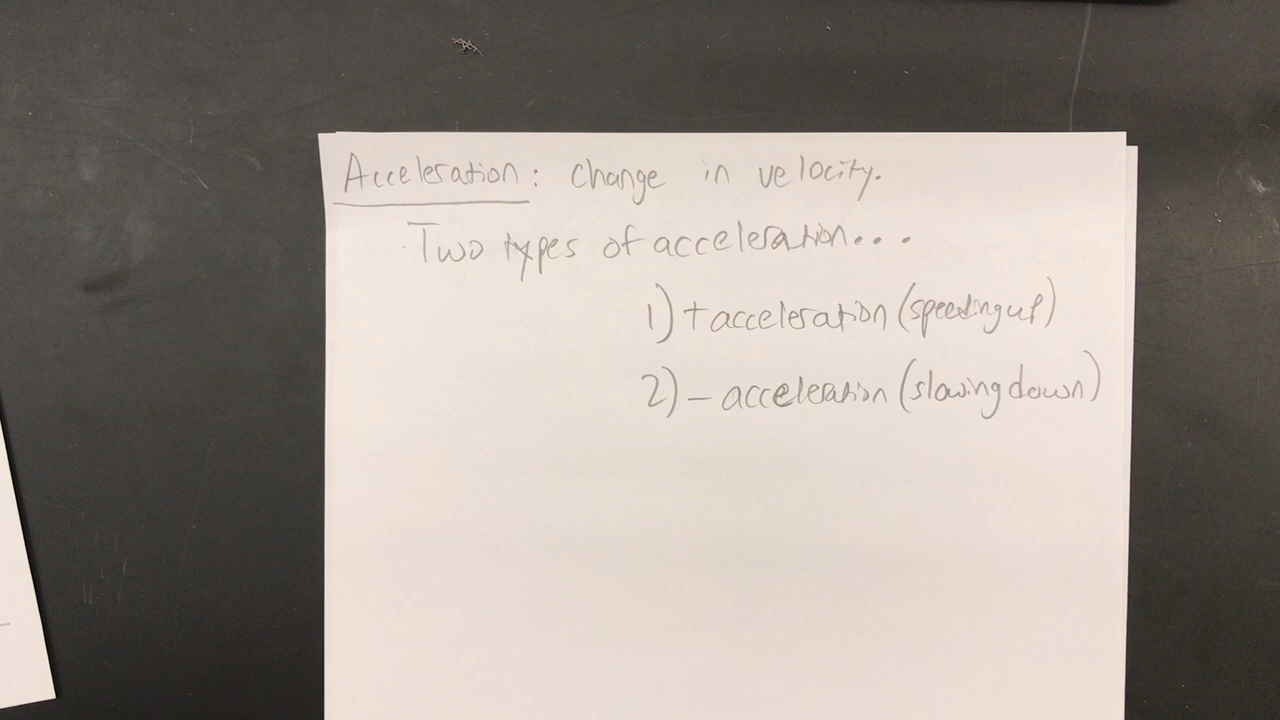 Acceleration: change in velocity.
Two types of acceleration...
1) + acceleration (speeding up)
2) - acceleration (slowing down)